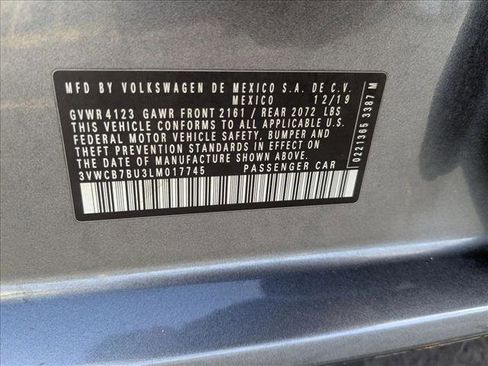 MFD BY VOLKSWAGEN DE MEXICO S.A. DE C.V.
MEXICO 12/19
GVWR 4123 GAWR FRONT 2161 / REAR 2072 LBS
THIS VEHICLE CONFORMS TO ALL APPLICABLE U.S.
FEDERAL MOTOR VEHICLE SAFETY, BUMPER AND
THEFT PREVENTION STANDARDS IN EFFECT ON
THE DATE OF MANUFACTURE SHOWN ABOVE.
3VWCB7BU3LM017745 PASSENGER CAR
0221365 3387 M